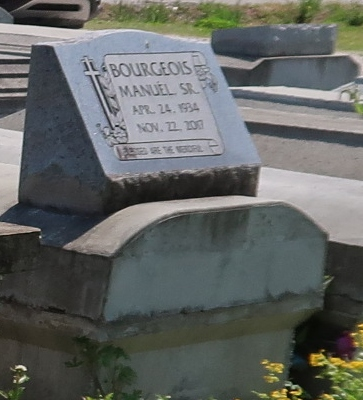 BOURGEOIS
MANUEL, SR.
APR. 24, 1934
NOV. 22, 2017
ARE THE MERCIFUL